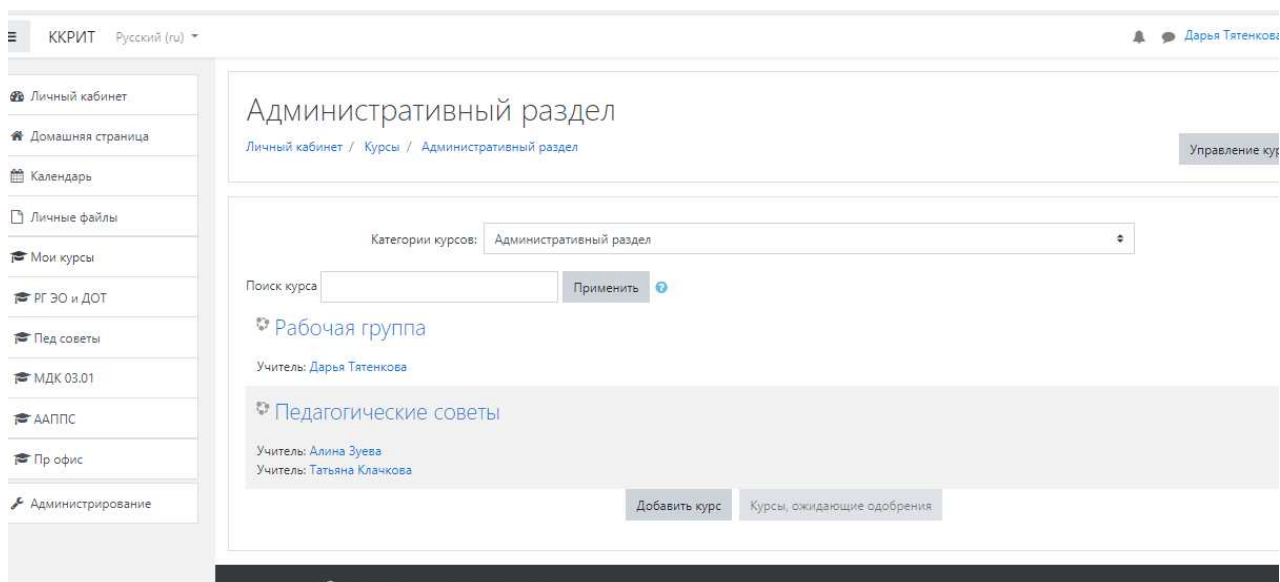 ККРИТ Русский (ru)
Дарья Тятенкова
Личный кабинет
Домашняя страница
Календарь
Личные файлы
Мои курсы
РГ ЭО и ДОТ
Пед советы
МДК 03.01
ААППС
Пр офис
Администрирование
Административный раздел
Личный кабинет / Курсы / Административный раздел
Управление кур
Категории курсов: Административный раздел
Поиск курса Применить
Рабочая группа
Учитель: Дарья Тятенкова
Педагогические советы
Учитель: Алина Зуева
Учитель: Татьяна Клачкова
Добавить курс Курсы, ожидающие одобрения